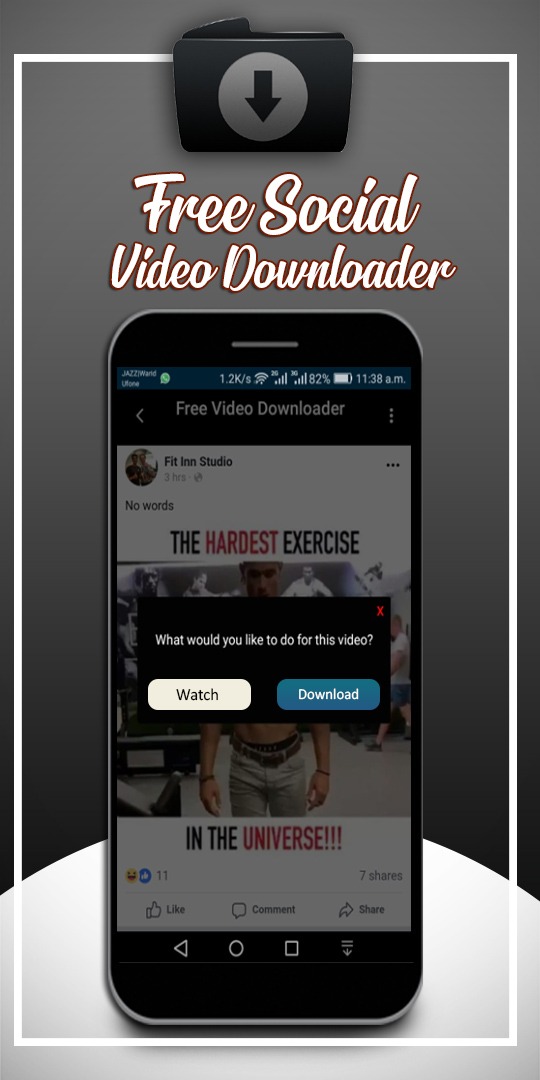 Free Social
Video Downloader
JAZZ|Warid
Ufone
1.2K/s 2G 3G 82% 11:38 a.m.
Free Video Downloader
Fit Inn Studio
3 hrs ·
No words
THE HARDEST EXERCISE
X
What would you like to do for this video?
Watch Download
IN THE UNIVERSE!!!
11 7 shares
Like Comment Share